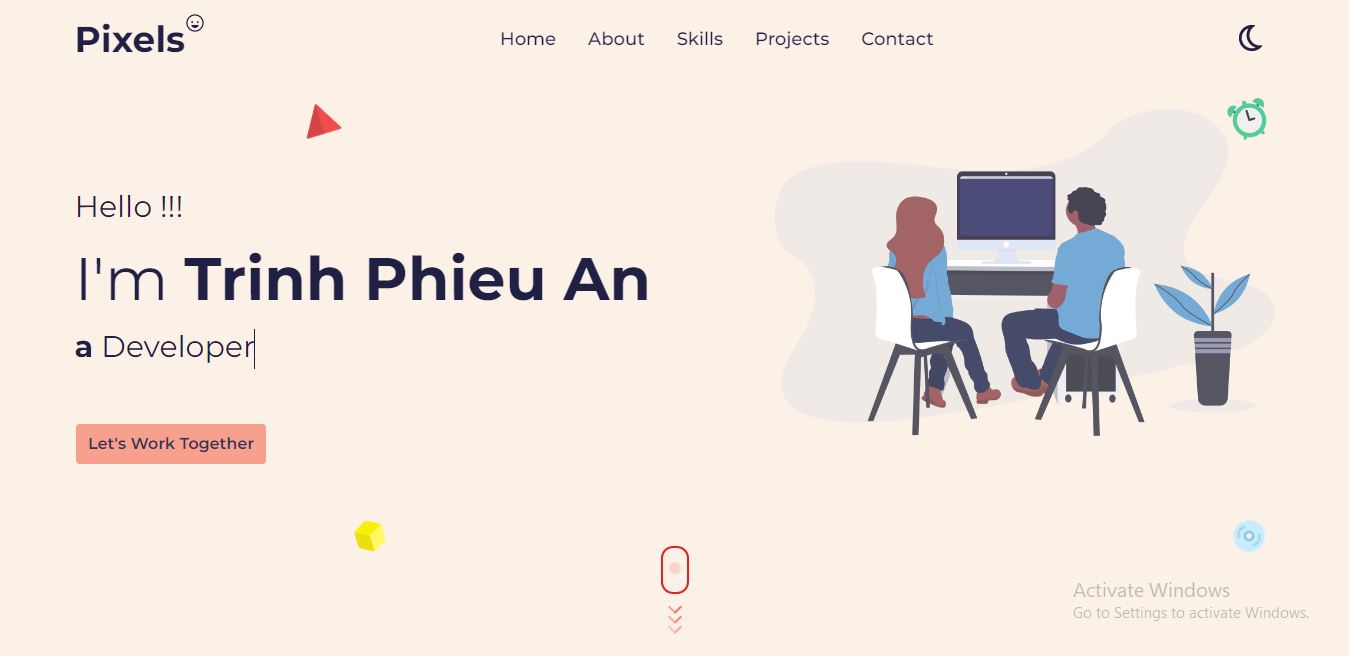 Pixels
Home About Skills Projects Contact
Hello !!!
I'm Trinh Phieu An
a Developer
Let's Work Together
Activate Windows
Go to Settings to activate Windows.